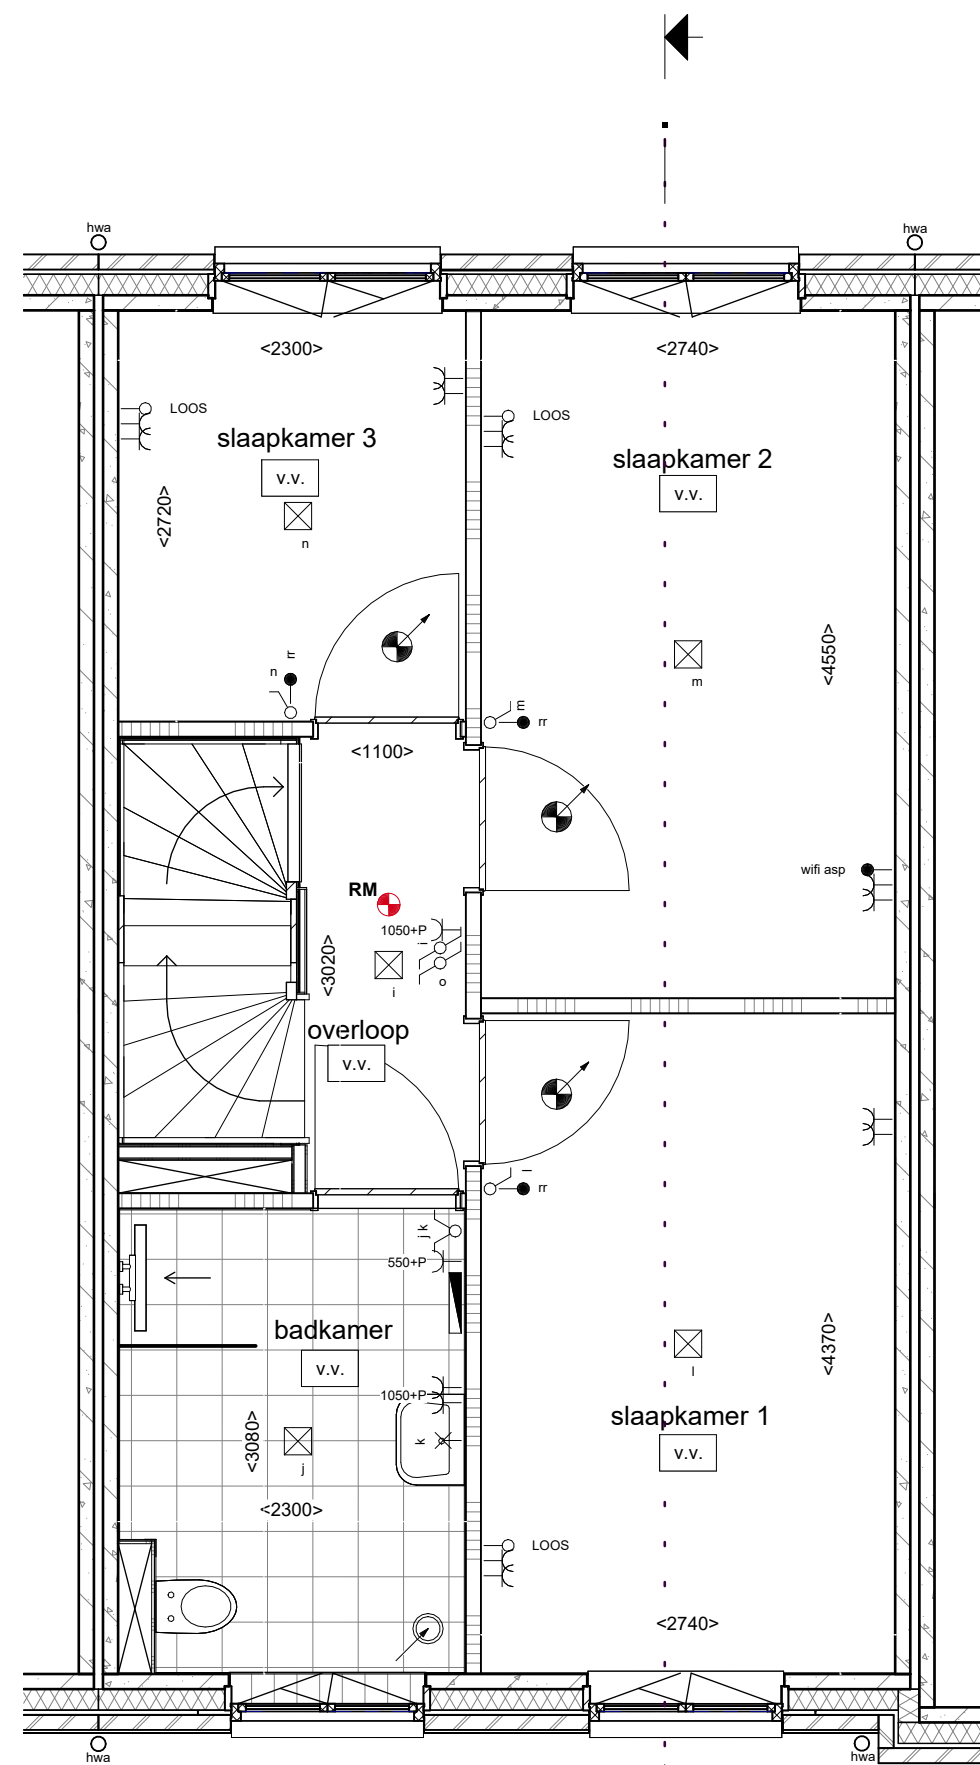 hwa
hwa
<2300>
<2740>
LOOS
LOOS
slaapkamer 3
slaapkamer 2
v.v.
v.v.
<2720>
n
<4550>
rr
n
m
m
rr
<1100>
wifi asp
RM
1050+P
i
<3020>
i
o
overloop
v.v.
l
rr
j k
550+P
badkamer
v.v.
<4370>
l
1050+P
slaapkamer 1
k
<3080>
v.v.
j
<2300>
LOOS
<2740>
hwa
hwa